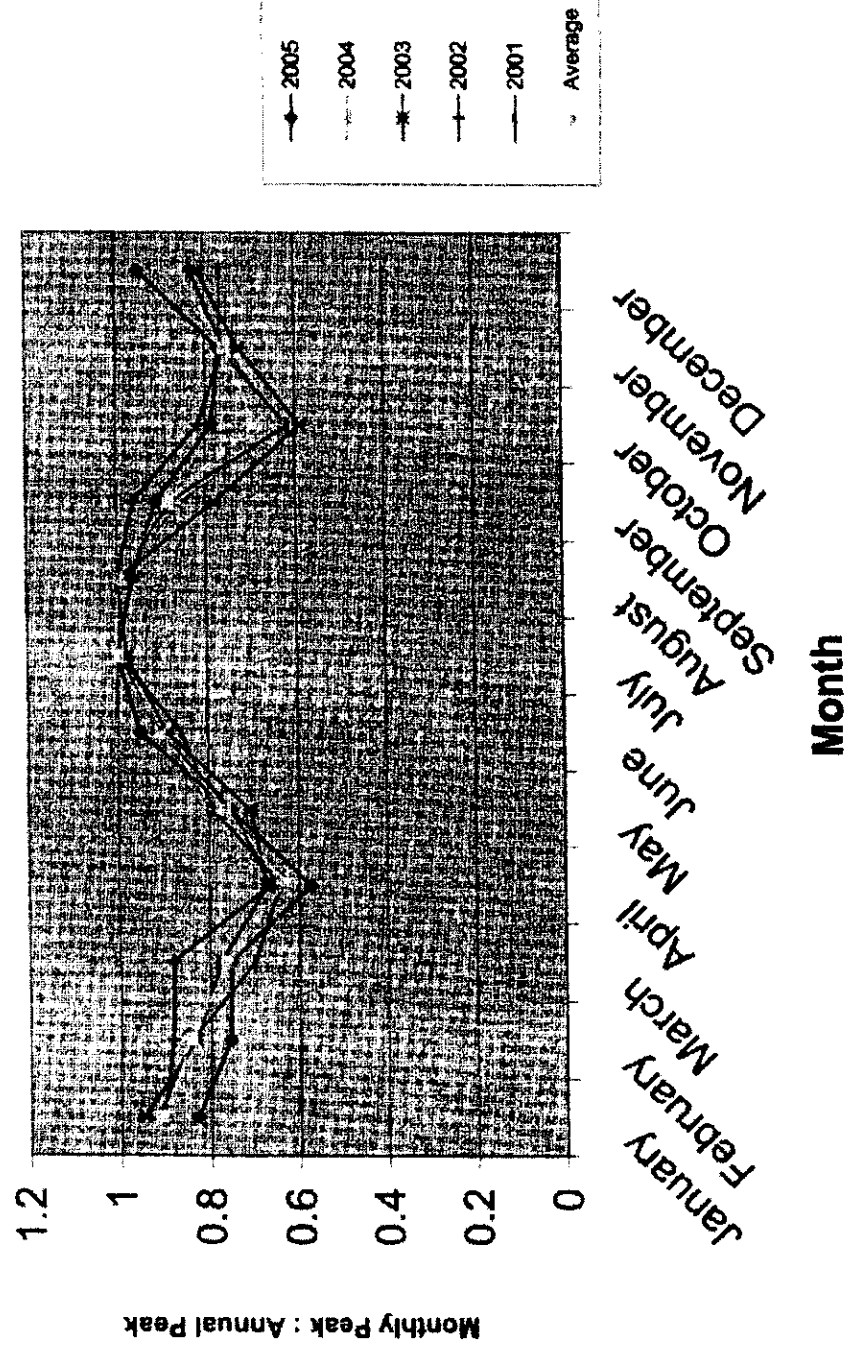 Monthly Peak : Annual Peak
1.2
1
0.8
0.6
0.4
0.2
0
January
February
March
April
May
June
July
August
September
October
November
December
Month
2005
2004
2003
2002
2001
Average